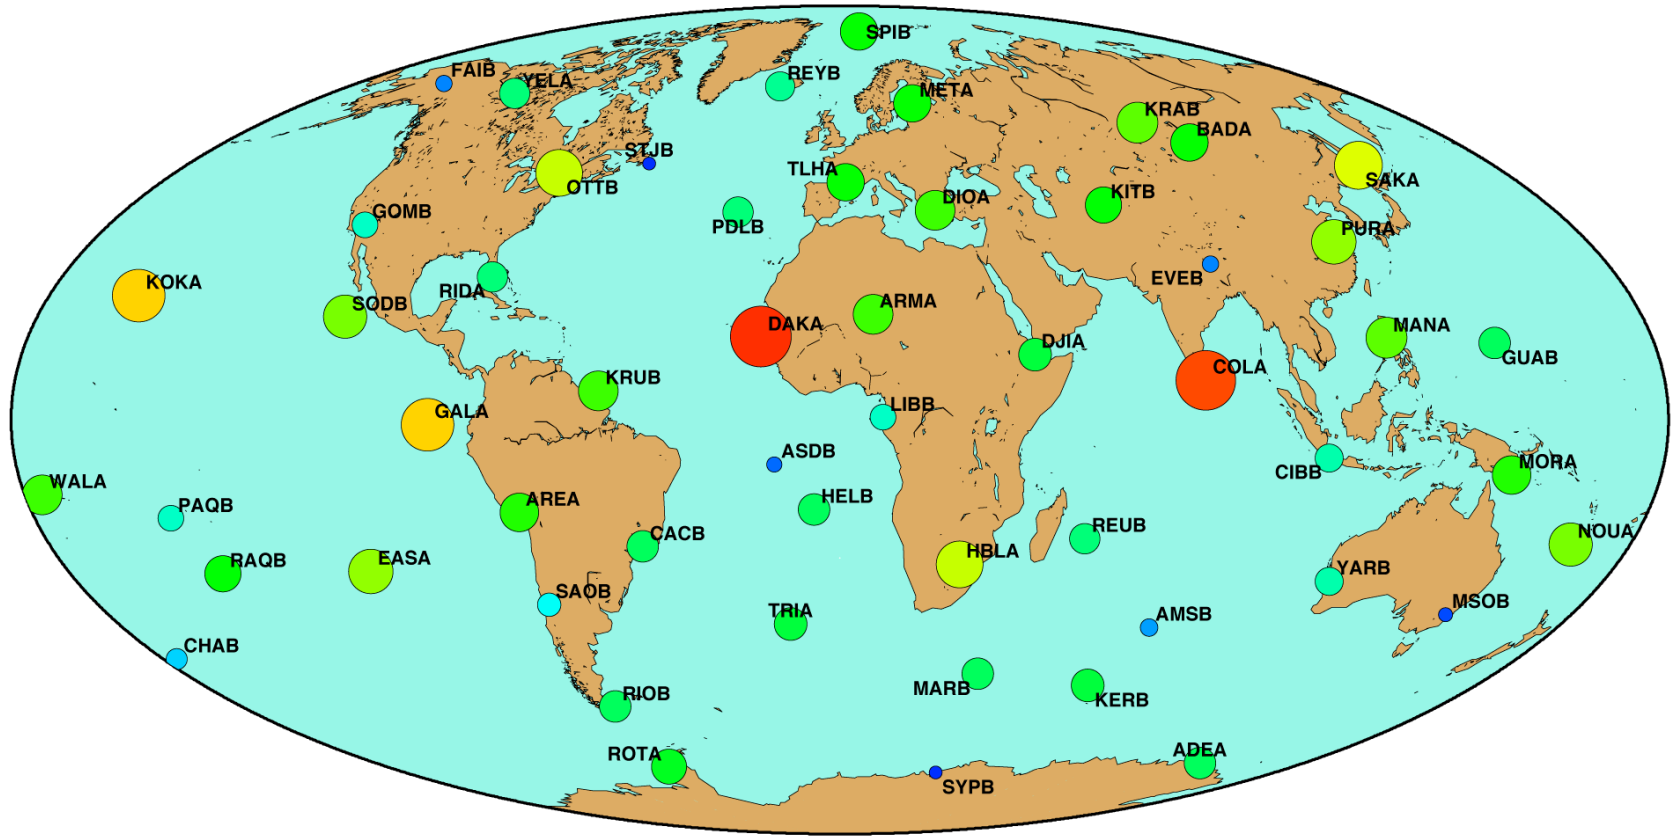 SPIB
FAIB
YELA
REYB
META
KRAB
BADA
STJB
OTTB
TLHA
SAKA
GOMB
PDLB
DIOA
KITB
PURA
KOKA
RIDA
SODB
EVEB
DAKA
ARMA
DJIA
MANA
GUAB
COLA
KRUB
GALA
LIBB
ASDB
CIBB
MORA
WALA
PAQB
AREA
HELB
CACB
REUB
NOUA
RAQB
EASA
HBLA
YARB
SAOB
TRIA
AMSB
MSOB
CHAB
RIOB
MARB
KERB
ROTA
ADEA
SYPB